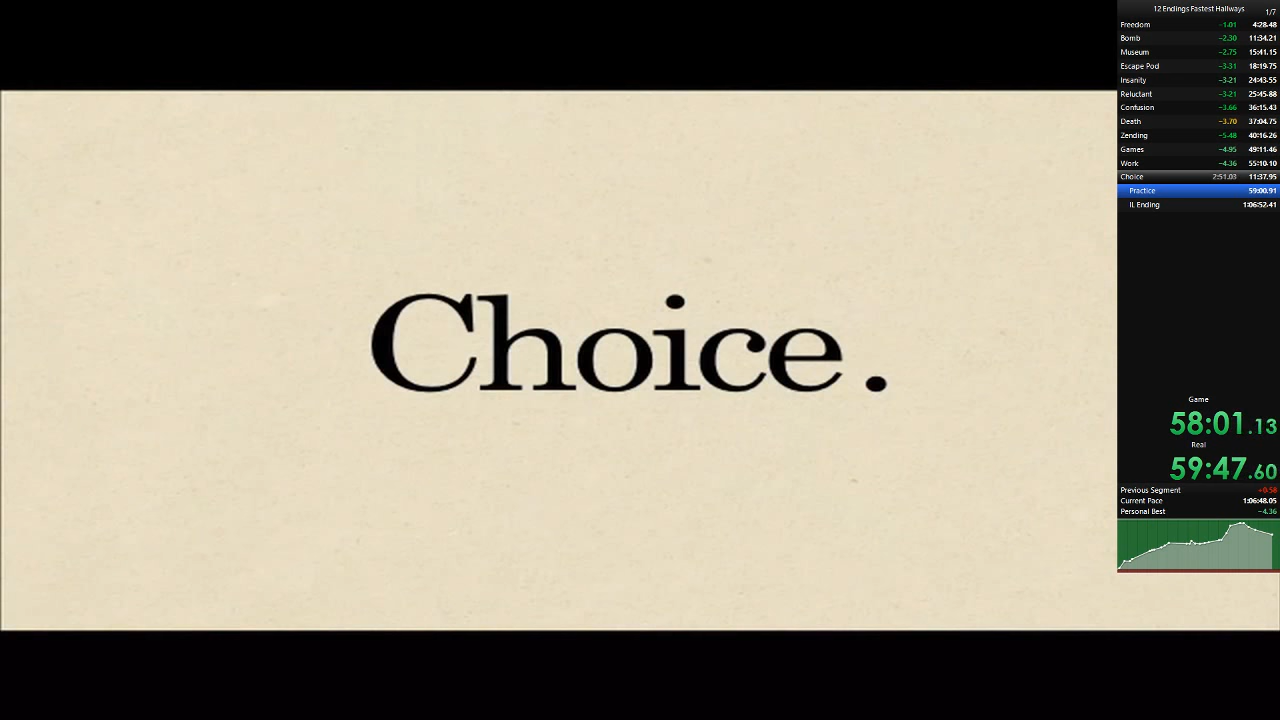 Choice.
12 Endings Fastest Hallways 1/7
Freedom -1.01 4:28.48
Bomb -2.30 11:34.21
Museum -2.75 15:41.15
Escape Pod -3.31 18:19.75
Insanity -3.21 24:43.55
Reluctant -3.21 25:45.88
Confusion -3.66 36:15.43
Death -3.70 37:04.75
Zending -5.48 40:16.26
Games -4.95 49:11.46
Work -4.36 55:10.10
Choice 2:51.03 11:37.95
Practice 59:00.91
IL Ending 1:06:52.41
Game
58:01.13
Real
59:47.60
Previous Segment +0.58
Current Pace 1:06:48.05
Personal Best -4.36